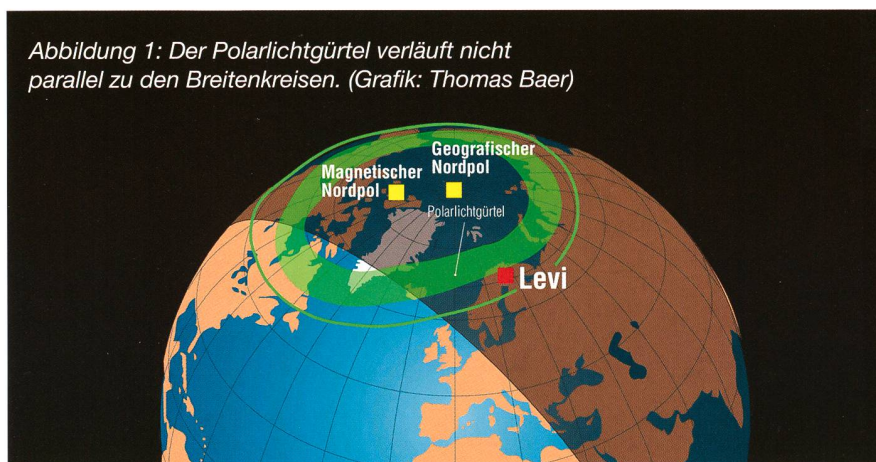 Abbildung 1: Der Polarlichtgürtel verläuft nicht
parallel zu den Breitenkreisen. (Grafik: Thomas Baer)
Geografischer
Nordpol
Magnetischer
Nordpol
Polarlichtgürtel
Levi